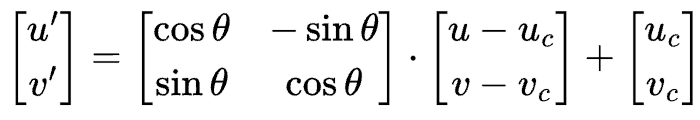 [u′ v′] = [cos θ − sin θ sin θ cos θ] · [u − u_c v − v_c] + [u_c v_c]